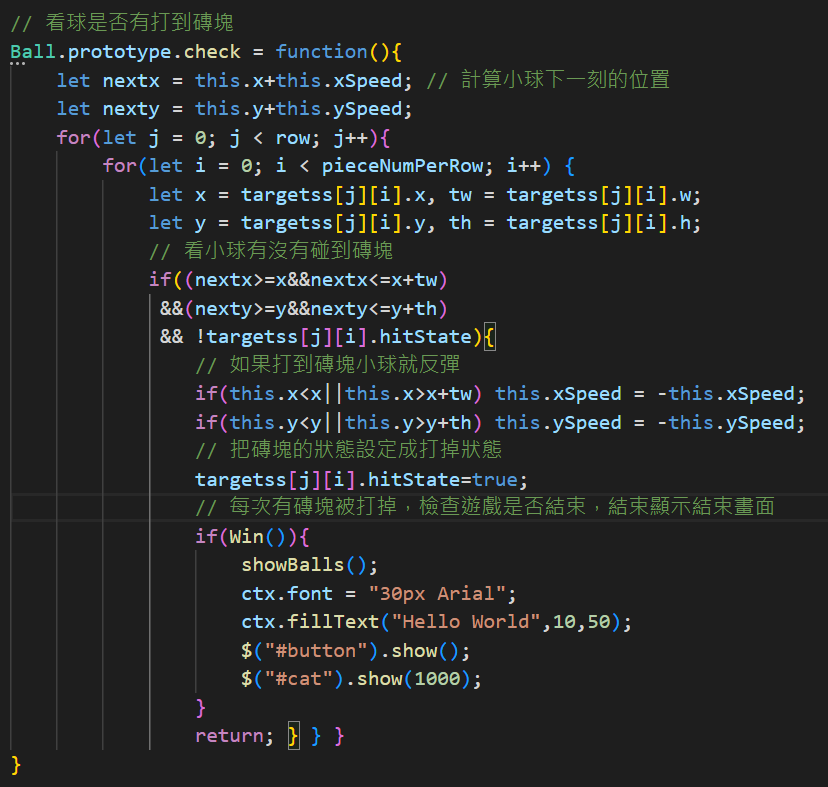 // 看球是否有打到磚塊
Ball.prototype.check = function(){
    let nextx = this.x+this.xSpeed; // 計算小球下一刻的位置
    let nexty = this.y+this.ySpeed;
    for(let j = 0; j < row; j++){
        for(let i = 0; i < pieceNumPerRow; i++) {
            let x = targetss[j][i].x, tw = targetss[j][i].w;
            let y = targetss[j][i].y, th = targetss[j][i].h;
            // 看小球有沒有碰到磚塊
            if((nextx>=x&&nextx<=x+tw)
             &&(nexty>=y&&nexty<=y+th)
             && !targetss[j][i].hitState){
                // 如果打到磚塊小球就反彈
                if(this.x<x||this.x>x+tw) this.xSpeed = -this.xSpeed;
                if(this.y<y||this.y>y+th) this.ySpeed = -this.ySpeed;
                // 把磚塊的狀態設定成打掉狀態
                targetss[j][i].hitState=true;
                // 每次有磚塊被打掉，檢查遊戲是否結束，結束顯示結束畫面
                if(Win()){
                    showBalls();
                    ctx.font = "30px Arial";
                    ctx.fillText("Hello World",10,50);
                    $("#button").show();
                    $("#cat").show(1000);
                }
                return; } } }
}